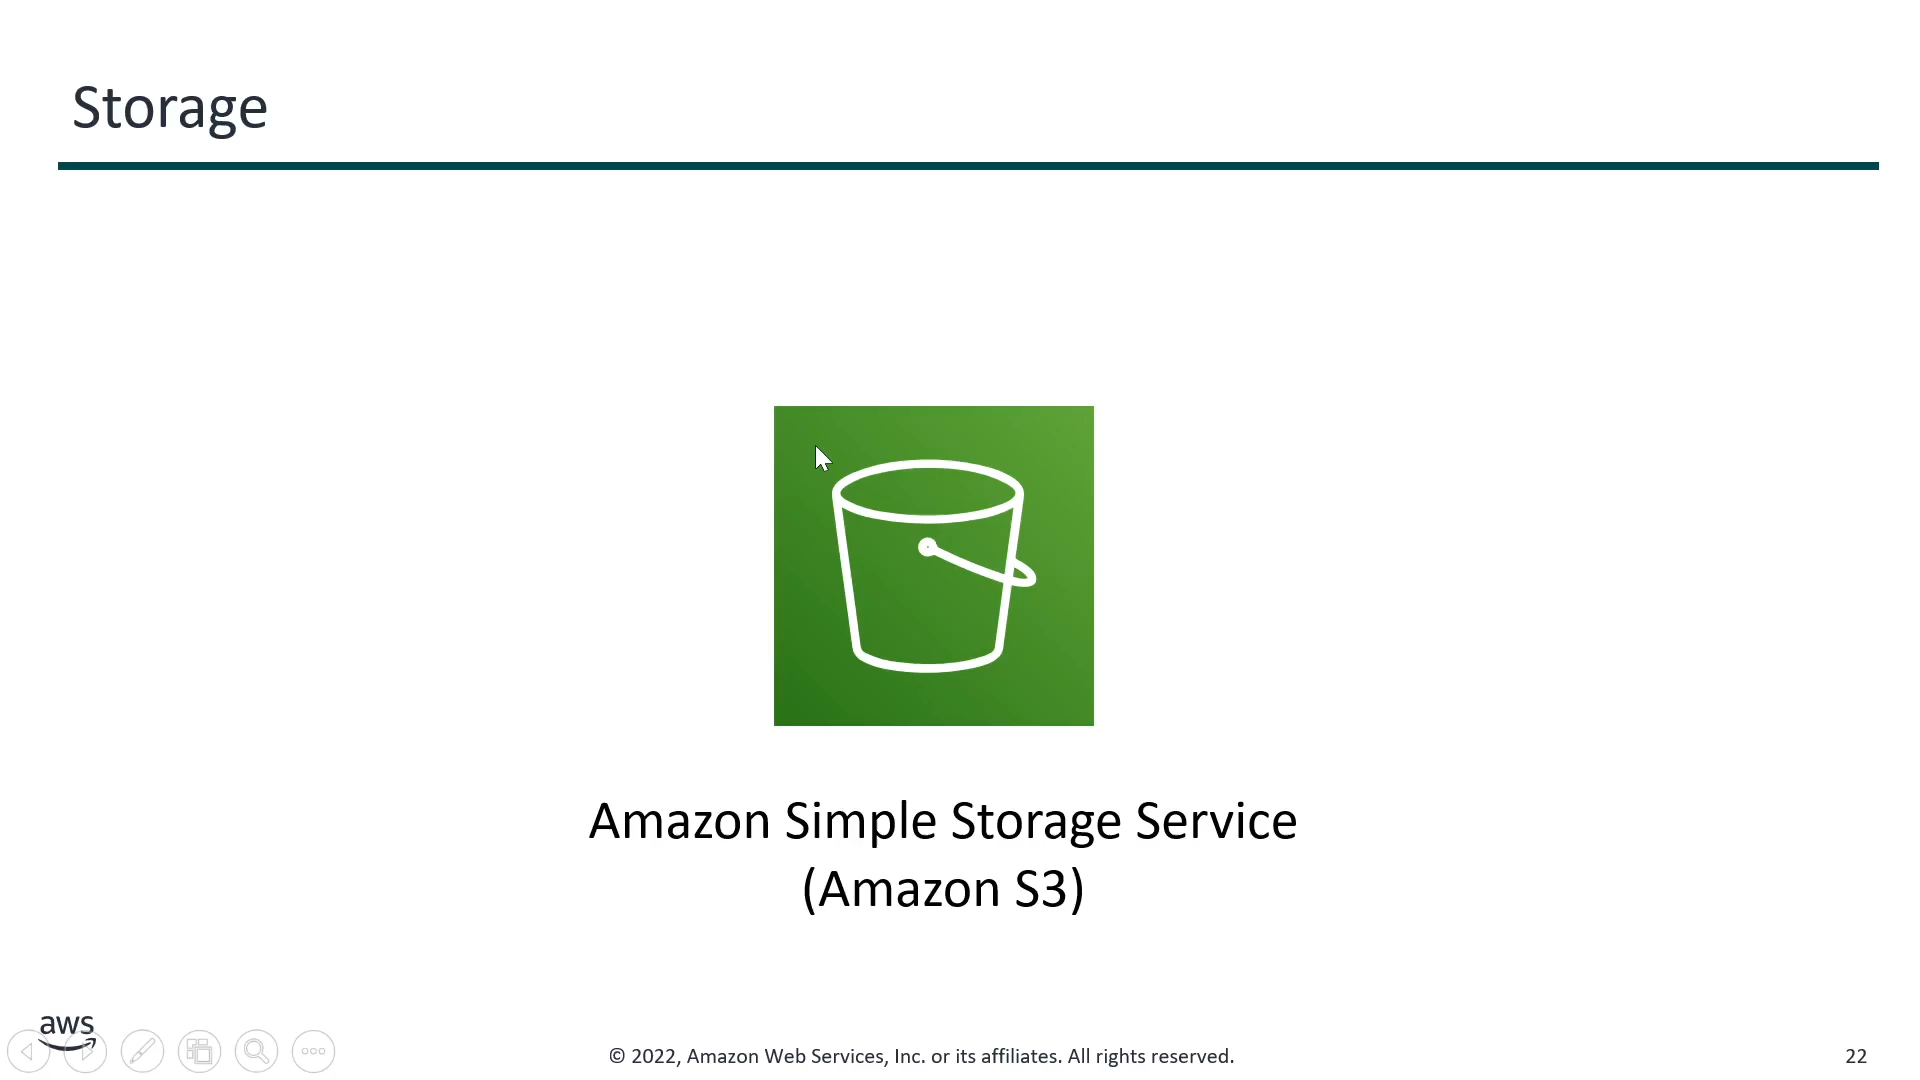 Storage
Amazon Simple Storage Service
(Amazon S3)
aws
© 2022, Amazon Web Services, Inc. or its affiliates. All rights reserved.
22